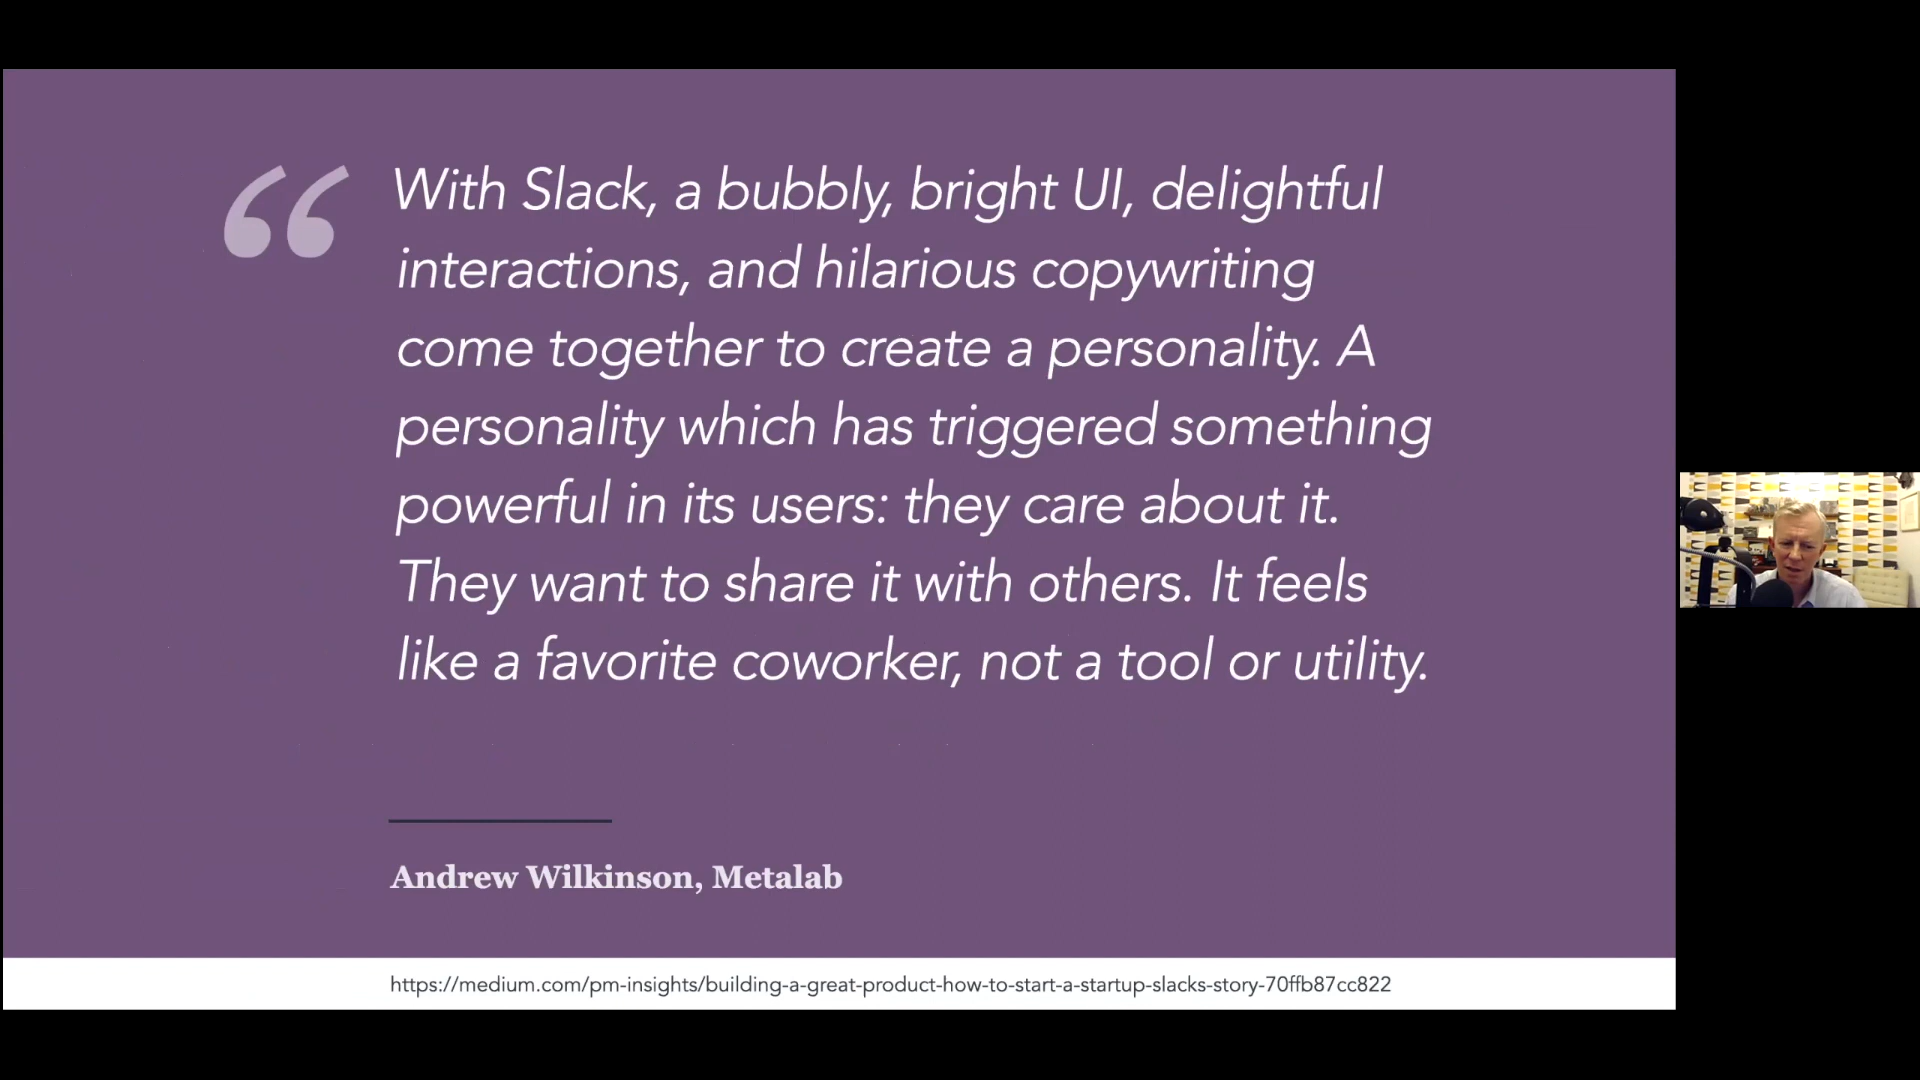 “
With Slack, a bubbly, bright UI, delightful
interactions, and hilarious copywriting
come together to create a personality. A
personality which has triggered something
powerful in its users: they care about it.
They want to share it with others. It feels
like a favorite coworker, not a tool or utility.
Andrew Wilkinson, Metalab
https://medium.com/pm-insights/building-a-great-product-how-to-start-a-startup-slacks-story-70ffb87cc822